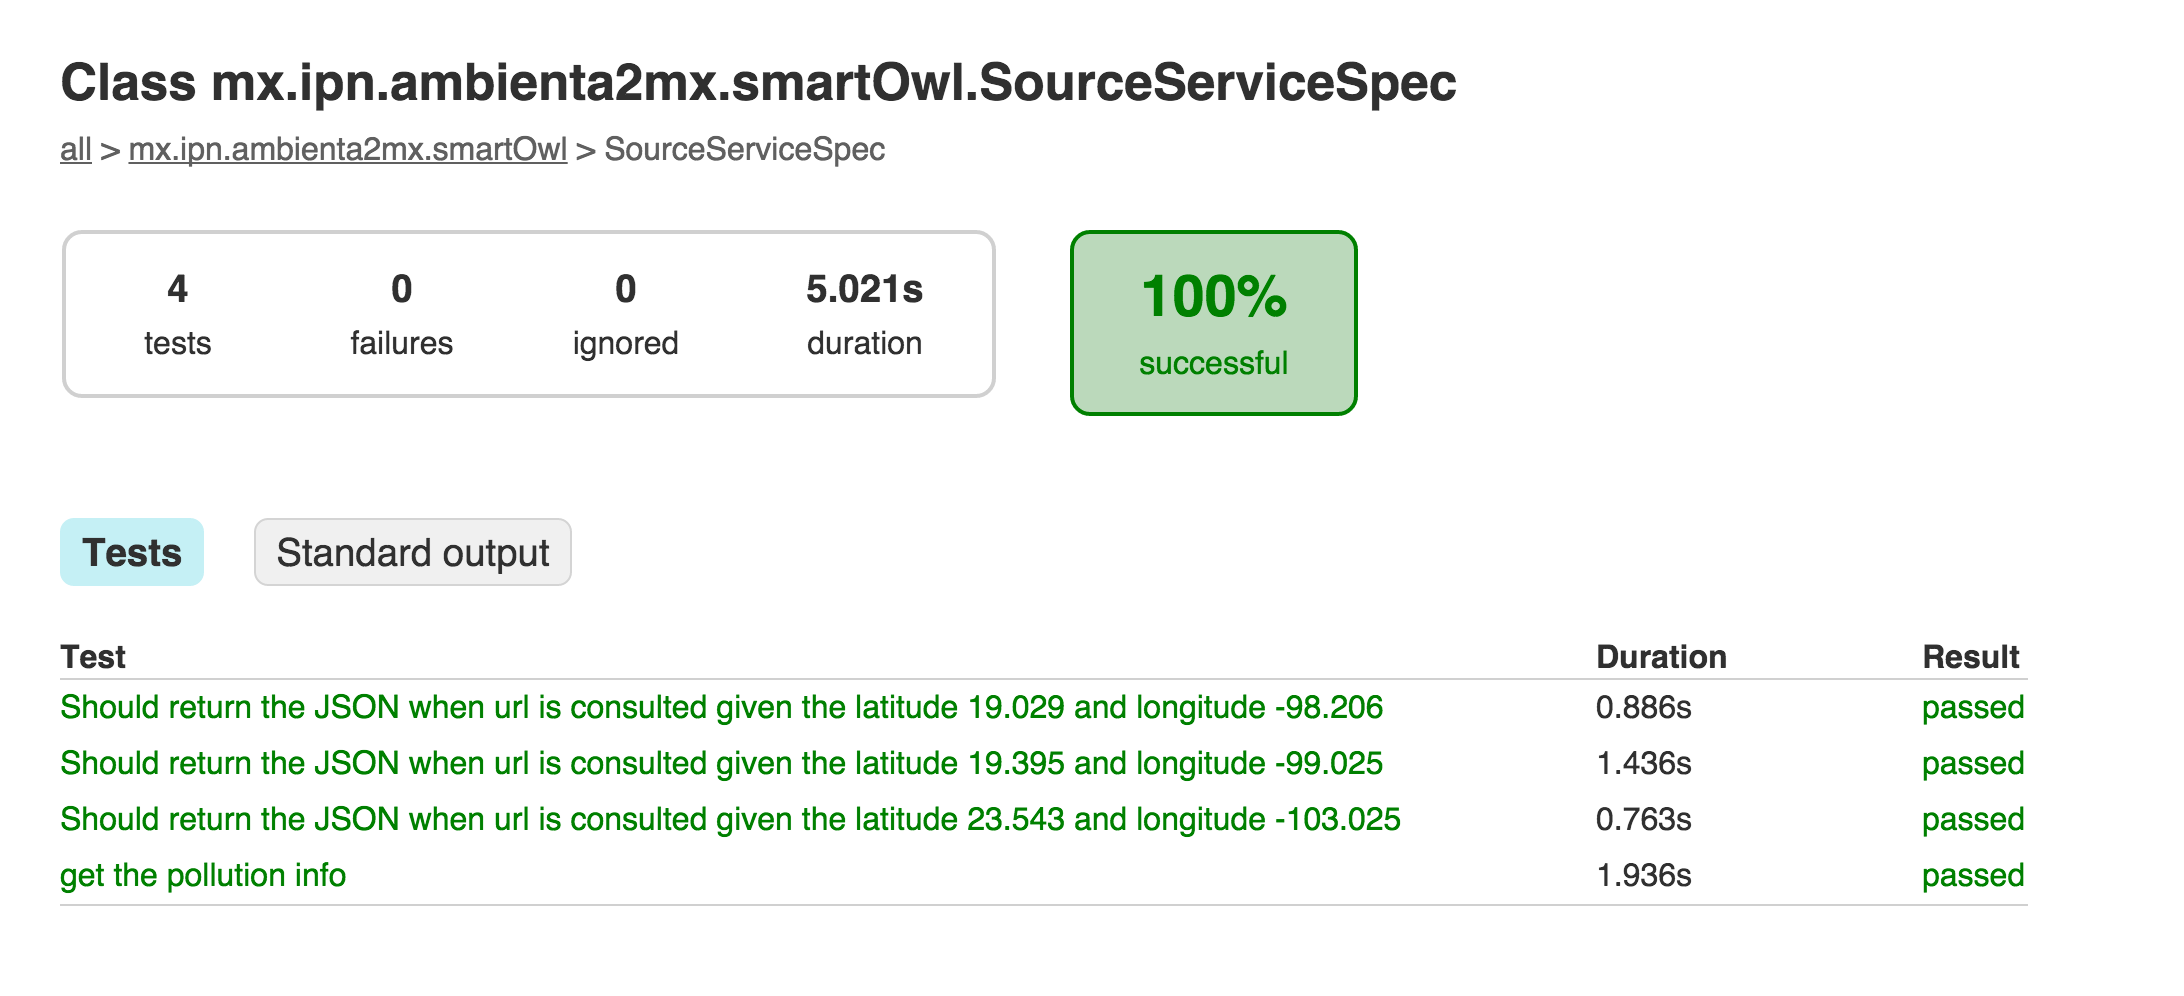 Class mx.ipn.ambienta2mx.smartOwl.SourceServiceSpec
all > mx.ipn.ambienta2mx.smartOwl > SourceServiceSpec
4 0 0 5.021s
tests failures ignored duration
100%
successful
Tests Standard output
Test Duration Result
Should return the JSON when url is consulted given the latitude 19.029 and longitude -98.206 0.886s passed
Should return the JSON when url is consulted given the latitude 19.395 and longitude -99.025 1.436s passed
Should return the JSON when url is consulted given the latitude 23.543 and longitude -103.025 0.763s passed
get the pollution info 1.936s passed